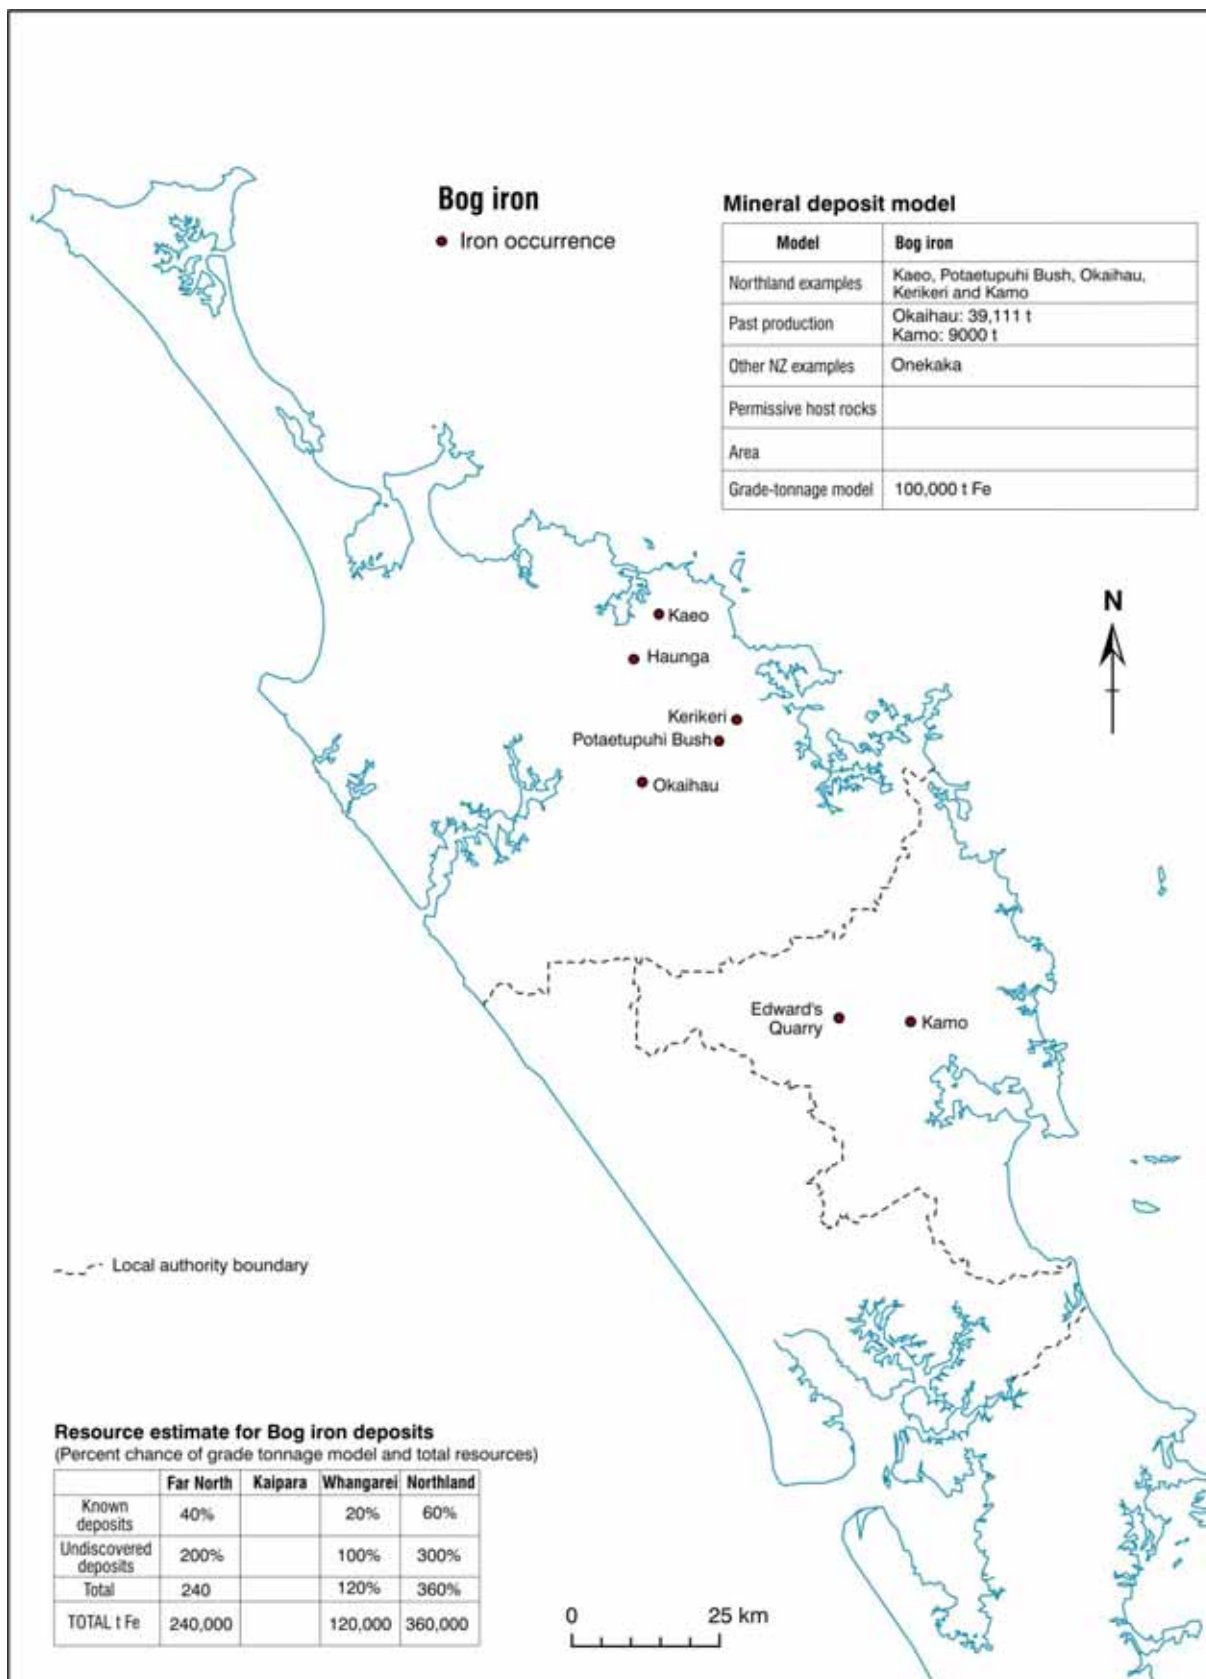 Bog iron
Iron occurrence
Mineral deposit model
Model Bog iron
Northland examples Kaeo, Potaetupuhi Bush, Okaihau,
Kerikeri and Kamo
Past production Okaihau: 39,111 t
Kamo: 9000 t
Other NZ examples Onekaka
Permissive host rocks
Area
Grade-tonnage model 100,000 t Fe
N
Kaeo
Haunga
Kerikeri
Potaetupuhi Bush
Okaihau
Edward's
Quarry
Kamo
Local authority boundary
Resource estimate for Bog iron deposits
(Percent chance of grade tonnage model and total resources)
Far North Kaipara Whangarei Northland
Known
deposits 40% 20% 60%
Undiscovered
deposits 200% 100% 300%
Total 240 120% 360%
TOTAL t Fe 240,000 120,000 360,000
0 25 km